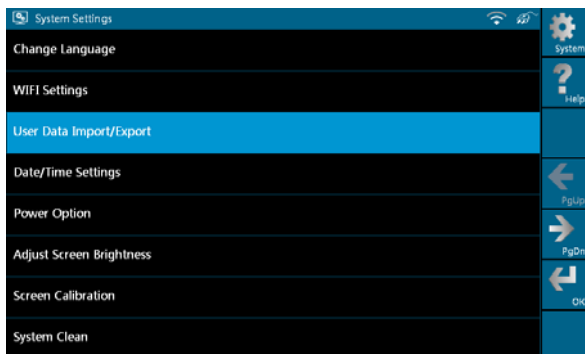 System Settings
Change Language
WIFI Settings
User Data Import/Export
Date/Time Settings
Power Option
Adjust Screen Brightness
Screen Calibration
System Clean
System
Help
PgUp
PgDn
OK